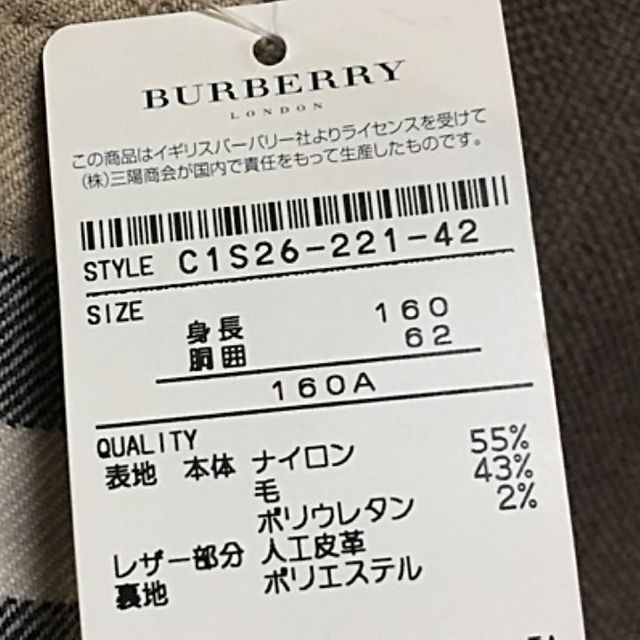 BURBERRY
LONDON
この商品はイギリスバーバリー社よりライセンスを受けて
(株)三陽商会が国内で責任をもって生産したものです。
STYLE C1S26-221-42
SIZE
身長 160
胴囲 62
160A
QUALITY
表地 本体 ナイロン 55%
毛 43%
ポリウレタン 2%
レザー部分 人工皮革
裏地 ポリエステル